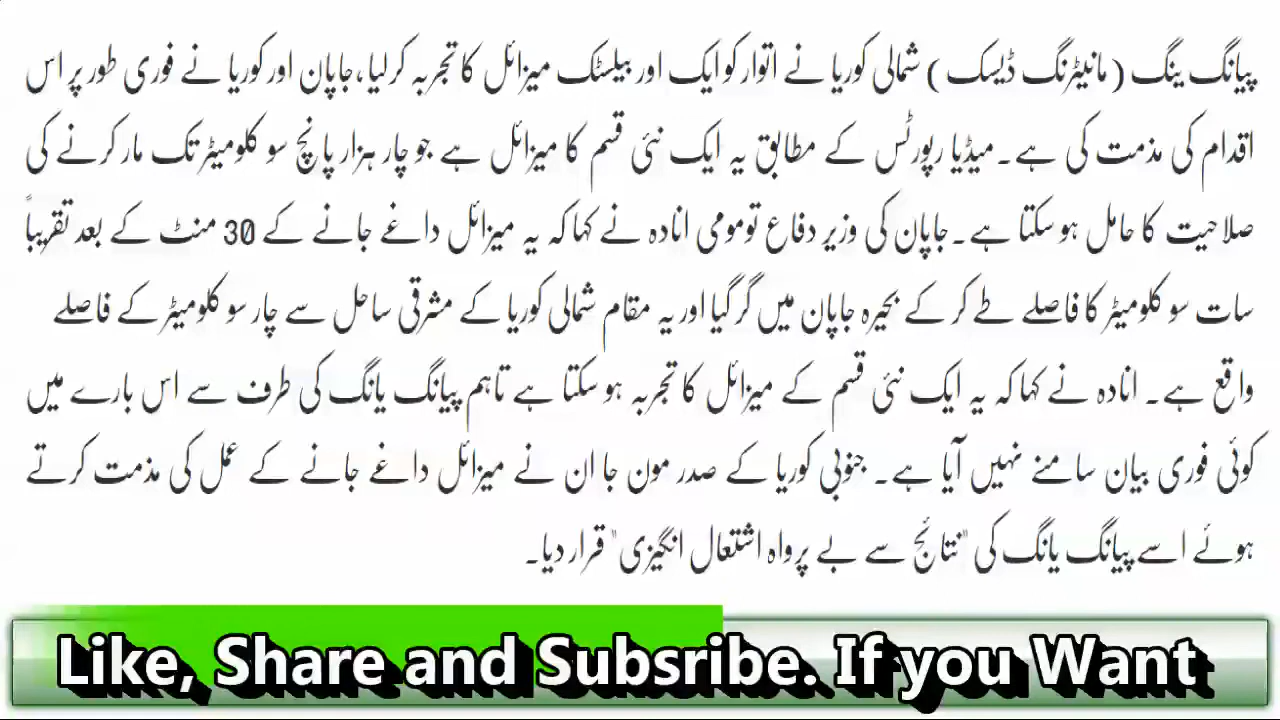 پیانگ ینگ (مانیٹرنگ ڈیسک) شمالی کوریا نے اتوار کو ایک اور بیلسٹک میزائل کا تجربہ کرلیا،جاپان اور کوریا نے فوری طور پر اس
اقدام کی مذمت کی ہے۔میڈیا رپورٹس کے مطابق یہ ایک نئی قسم کا میزائل ہے جو چار ہزار پانچ سو کلومیٹر تک مار کرنے کی
صلاحیت کا حامل ہو سکتا ہے۔جاپان کی وزیر دفاع تومومی انادہ نے کہا کہ یہ میزائل داغے جانے کے 30 منٹ کے بعد تقریباً
سات سو کلومیٹر کا فاصلے طے کر کے بحیرہ جاپان میں گر گیا اور یہ مقام شمالی کوریا کے مشرقی ساحل سے چار سو کلومیٹر کے فاصلے
واقع ہے۔ انادہ نے کہا کہ یہ ایک نئی قسم کے میزائل کا تجربہ ہو سکتا ہے تاہم پیانگ یانگ کی طرف سے اس بارے میں
کوئی فوری بیان سامنے نہیں آیا ہے۔ جنوبی کوریا کے صدر مون جا ان نے میزائل داغے جانے کے عمل کی مذمت کرتے
ہوئے اسے پیانگ یانگ کی "نتائج سے بے پرواہ اشتعال انگیزی" قرار دیا۔
Like, Share and Subsribe. If you Want